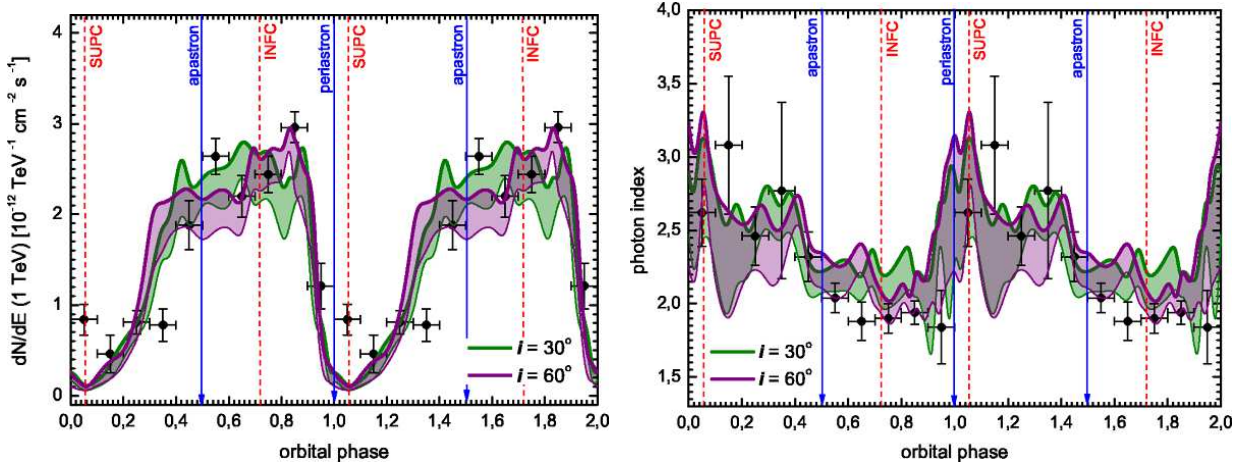 SUPC
apastron
INFC
periastron
SUPC
apastron
INFC
4
3
2
1
0
dN/dE (1 TeV) [10⁻¹² TeV⁻¹ cm⁻² s⁻¹]
i = 30°
i = 60°
0,0 0,2 0,4 0,6 0,8 1,0 1,2 1,4 1,6 1,8 2,0
orbital phase
SUPC
apastron
INFC
periastron
SUPC
apastron
INFC
4,0
3,5
3,0
2,5
2,0
1,5
photon index
i = 30°
i = 60°
0,0 0,2 0,4 0,6 0,8 1,0 1,2 1,4 1,6 1,8 2,0
orbital phase